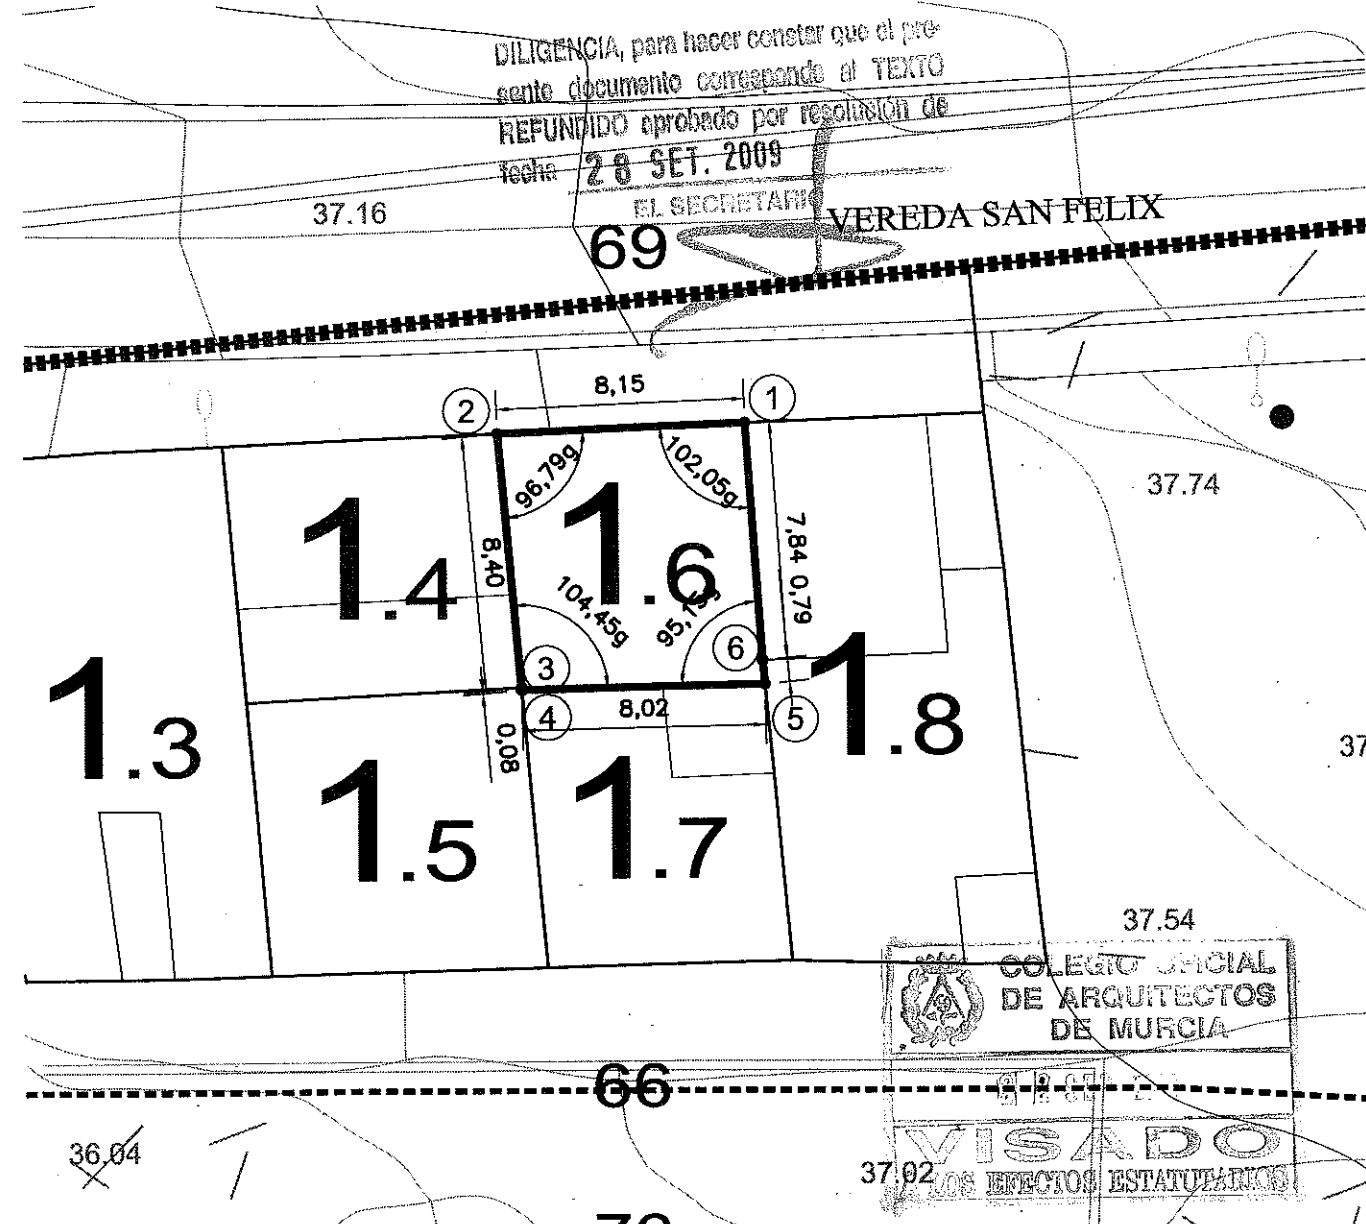 DILIGENCIA, para hacer constar que el pre-
sente documento corresponde al TEXTO
REFUNDIDO aprobado por resolusión de
fecha 28 SET. 2009
EL SECRETARIO
37.16
VEREDA SAN FELIX
69
8,15
2
1
96,79g
102,05g
37.74
1.4
8,40
1.6
7,84
0,79
104,45g
1.3
3
6
1.8
4
8,02
5
37
0,08
1.5
1.7
37.54
COLEGIO OFICIAL
DE ARQUITECTOS
DE MURCIA
66
36.04
VISADO
37.02
LOS EFECTOS ESTATUTARIOS